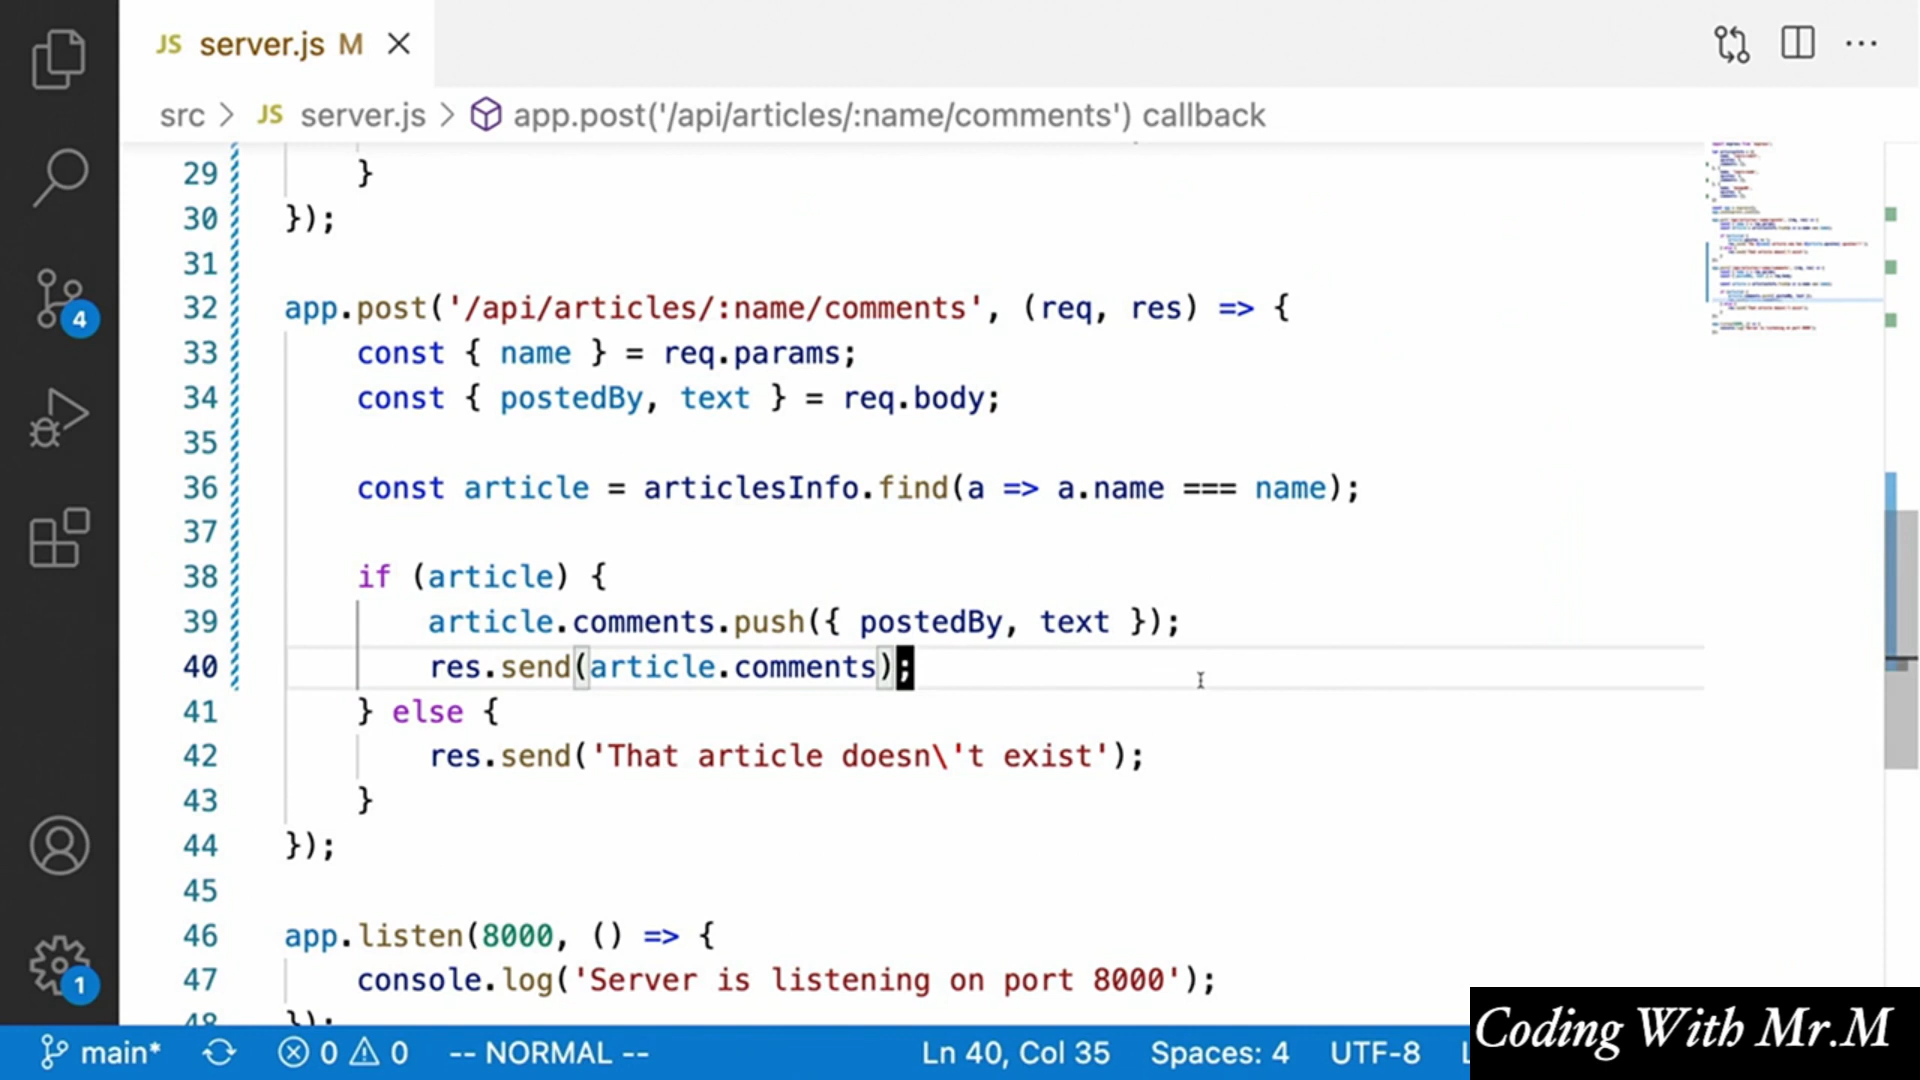 JS server.js M
src > JS server.js > app.post('/api/articles/:name/comments') callback
29 }
30 });
31
32 app.post('/api/articles/:name/comments', (req, res) => {
33 const { name } = req.params;
34 const { postedBy, text } = req.body;
35
36 const article = articlesInfo.find(a => a.name === name);
37
38 if (article) {
39 article.comments.push({ postedBy, text });
40 res.send(article.comments);
41 } else {
42 res.send('That article doesn\'t exist');
43 }
44 });
45
46 app.listen(8000, () => {
47 console.log('Server is listening on port 8000');
48 });
4
1
main* 0 0 -- NORMAL -- Ln 40, Col 35 Spaces: 4 UTF-8
Coding With Mr.M